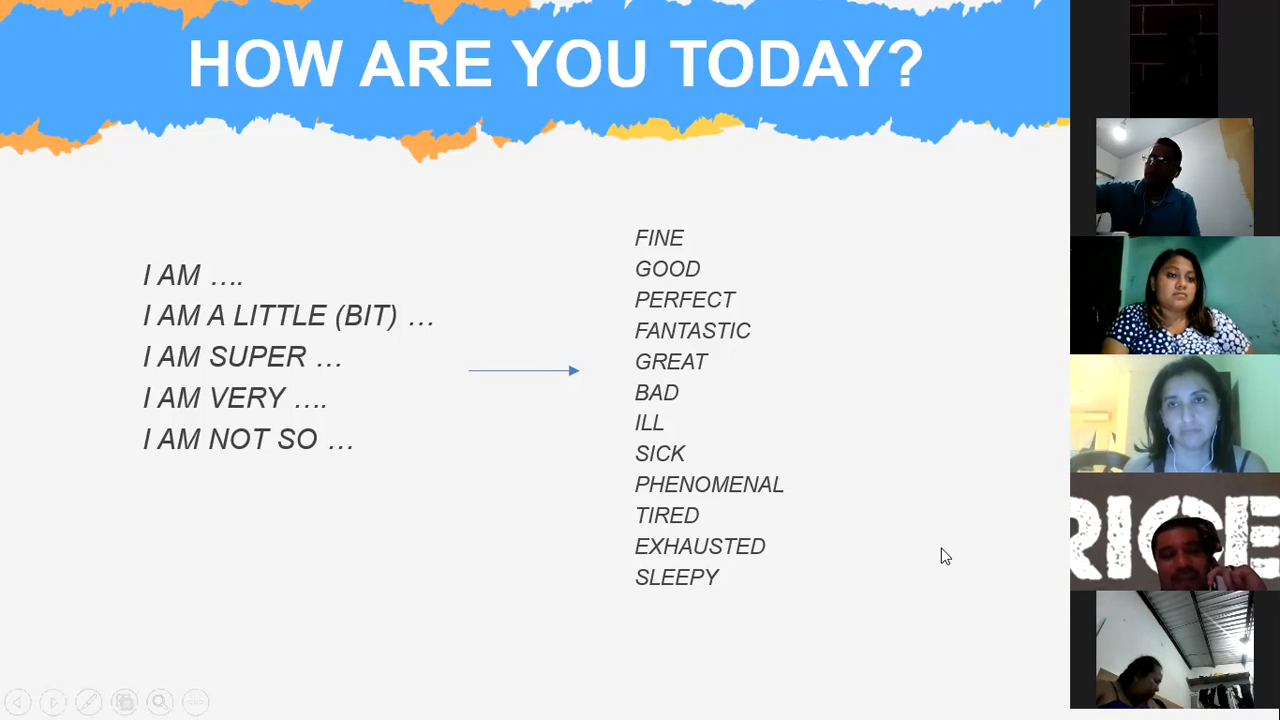 HOW ARE YOU TODAY?
I AM ….
I AM A LITTLE (BIT) …
I AM SUPER …
I AM VERY ….
I AM NOT SO …
FINE
GOOD
PERFECT
FANTASTIC
GREAT
BAD
ILL
SICK
PHENOMENAL
TIRED
EXHAUSTED
SLEEPY